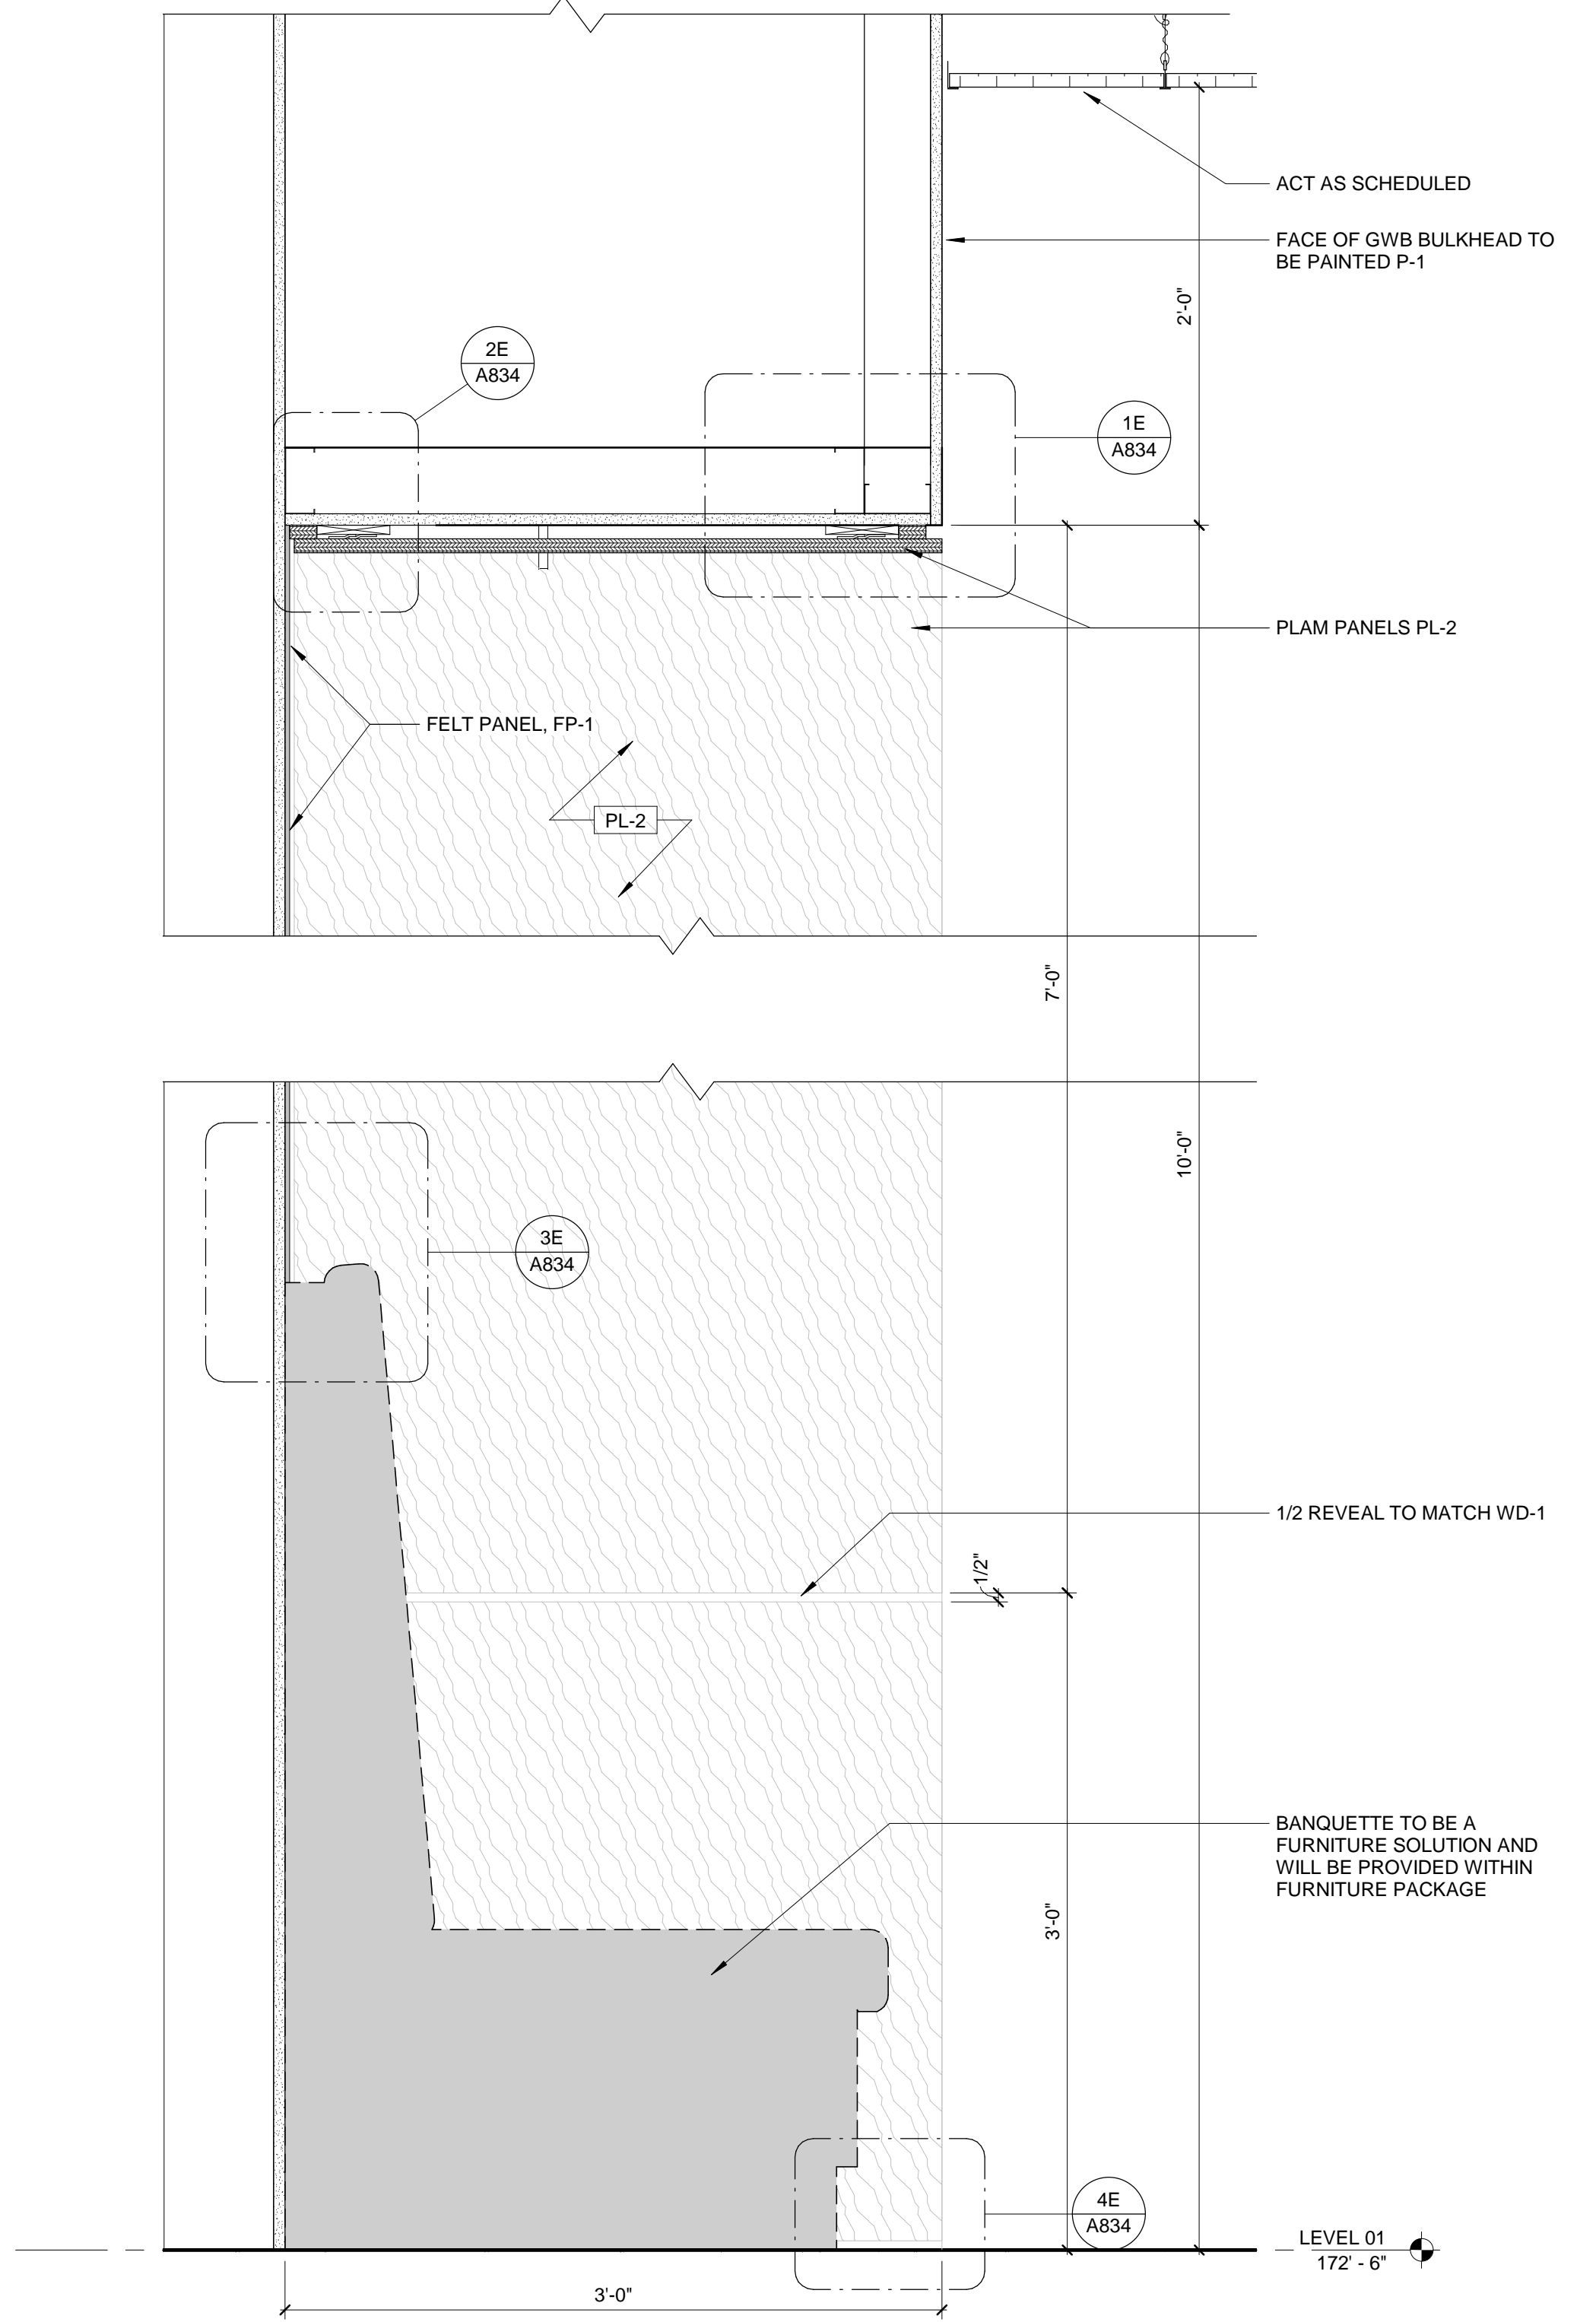 ACT AS SCHEDULED
FACE OF GWB BULKHEAD TO
BE PAINTED P-1
2'-0"
2E
A834
1E
A834
PLAM PANELS PL-2
FELT PANEL, FP-1
PL-2
7'-0"
10'-0"
3E
A834
1/2 REVEAL TO MATCH WD-1
1/2"
BANQUETTE TO BE A
FURNITURE SOLUTION AND
WILL BE PROVIDED WITHIN
FURNITURE PACKAGE
3'-0"
4E
A834
LEVEL 01
172' - 6"
3'-0"